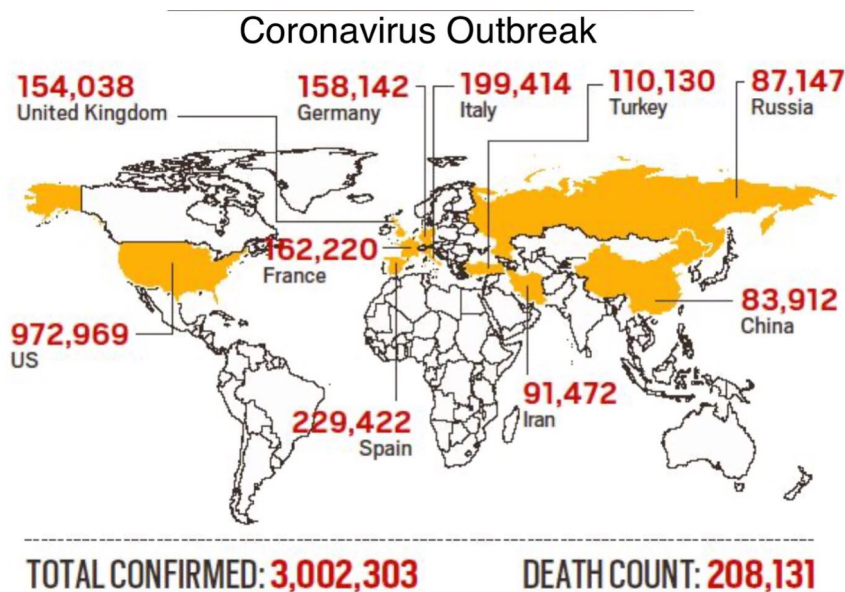 Coronavirus Outbreak
154,038
United Kingdom
158,142
Germany
199,414
Italy
110,130
Turkey
87,147
Russia
162,220
France
972,969
US
229,422
Spain
91,472
Iran
83,912
China
TOTAL CONFIRMED: 3,002,303
DEATH COUNT: 208,131